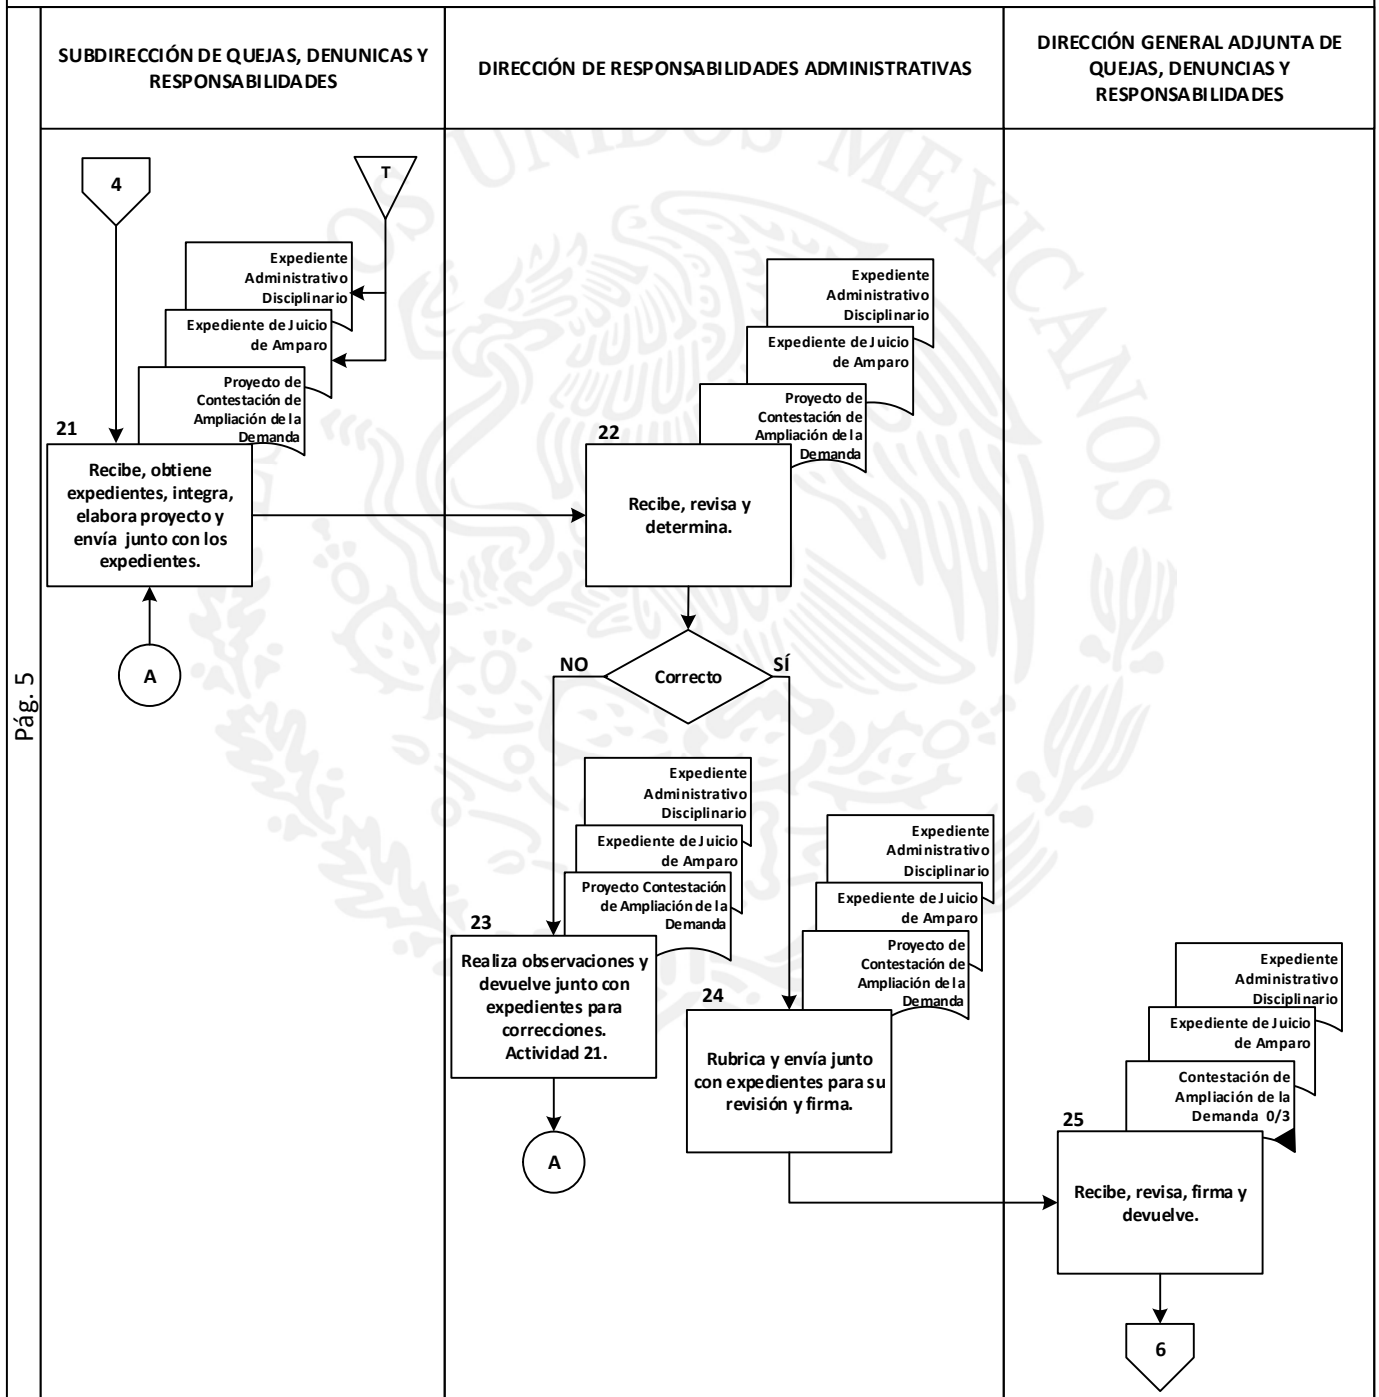 SUBDIRECCIÓN DE QUEJAS, DENUNICAS Y
RESPONSABILIDADES
DIRECCIÓN DE RESPONSABILIDADES ADMINISTRATIVAS
DIRECCIÓN GENERAL ADJUNTA DE
QUEJAS, DENUNCIAS Y
RESPONSABILIDADES
Pág. 5
UNIDOS MEXICANOS
4
T
Expediente
Administrativo
Disciplinario
Expediente de Juicio
de Amparo
Proyecto de
Contestación de
Ampliación de la
Demanda
21
Recibe, obtiene
expedientes, integra,
elabora proyecto y
envía junto con los
expedientes.
A
Expediente
Administrativo
Disciplinario
Expediente de Juicio
de Amparo
Proyecto de
Contestación de
Ampliación de la
Demanda
22
Recibe, revisa y
determina.
NO
Correcto
SÍ
Expediente
Administrativo
Disciplinario
Expediente de Juicio
de Amparo
Proyecto Contestación
de Ampliación de la
Demanda
23
Realiza observaciones y
devuelve junto con
expedientes para
correcciones.
Actividad 21.
A
Expediente
Administrativo
Disciplinario
Expediente de Juicio
de Amparo
Proyecto de
Contestación de
Ampliación de la
Demanda
24
Rubrica y envía junto
con expedientes para su
revisión y firma.
Expediente
Administrativo
Disciplinario
Expediente de Juicio
de Amparo
Contestación de
Ampliación de la
Demanda 0/3
25
Recibe, revisa, firma y
devuelve.
6